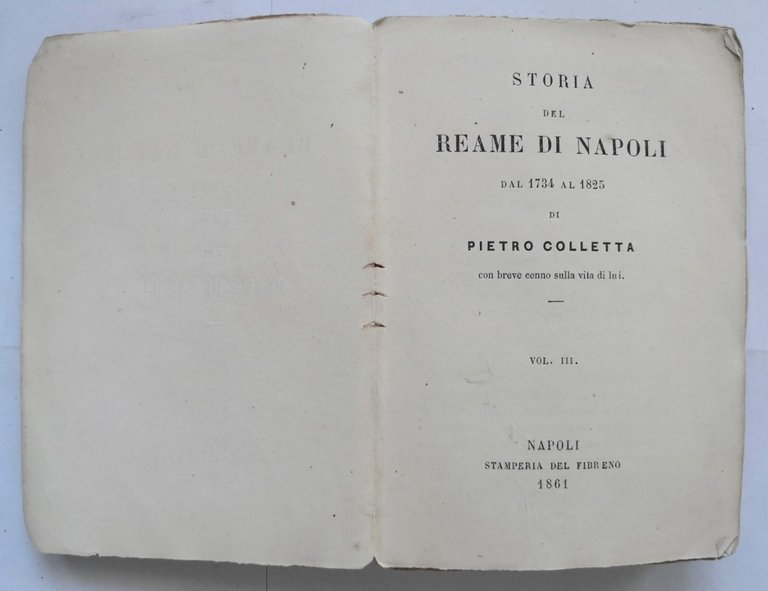 STORIA
DEL
REAME DI NAPOLI
DAL 1734 AL 1825
DI
PIETRO COLLETTA
con breve cenno sulla vita di lui.
VOL. III.
NAPOLI
STAMPERIA DEL FIBRENO
1861